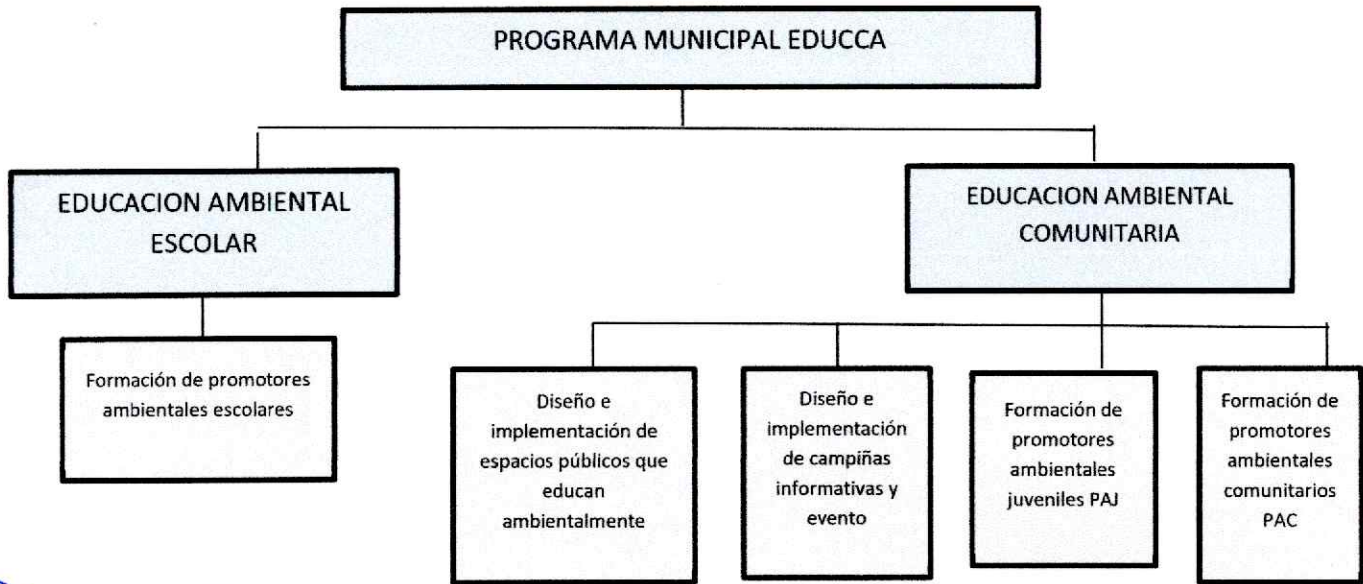 PROGRAMA MUNICIPAL EDUCCA
EDUCACION AMBIENTAL
ESCOLAR
EDUCACION AMBIENTAL
COMUNITARIA
Formación de promotores
ambientales escolares
Diseño e
implementación de
espacios públicos que
educan
ambientalmente
Diseño e
implementación
de campiñas
informativas y
evento
Formación de
promotores
ambientales
juveniles PAJ
Formación de
promotores
ambientales
comunitarios
PAC